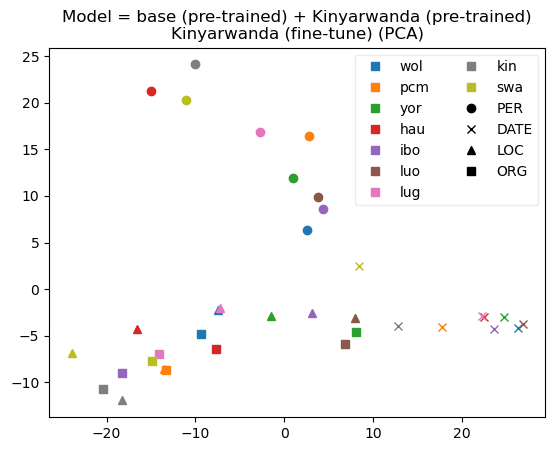 Model = base (pre-trained) + Kinyarwanda (pre-trained)
Kinyarwanda (fine-tune) (PCA)
25
20
15
10
5
0
−5
−10
−20
−10
0
10
20
wol
pcm
yor
hau
ibo
luo
lug
kin
swa
PER
DATE
LOC
ORG